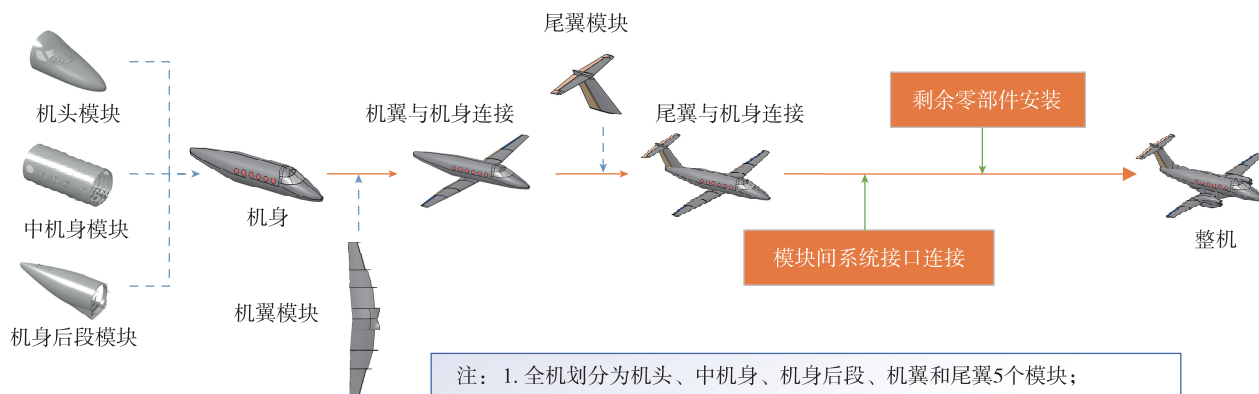 尾翼模块
剩余零部件安装
机头模块
机翼与机身连接
尾翼与机身连接
中机身模块
机身
模块间系统接口连接
整机
机翼模块
机身后段模块
注：1. 全机划分为机头、中机身、机身后段、机翼和尾翼5个模块；